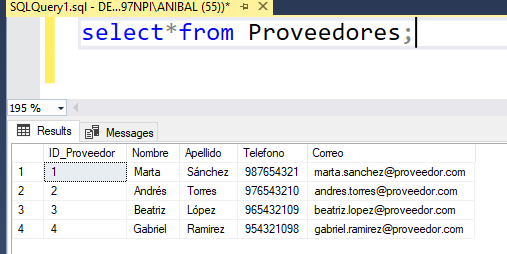 SQLQuery1.sql - DE...97NPI\ANIBAL (55))*
select*from Proveedores;
195 %
Results Messages
ID_Proveedor Nombre Apellido Telefono Correo
1 1 Marta Sánchez 987654321 marta.sanchez@proveedor.com
2 2 Andrés Torres 976543210 andres.torres@proveedor.com
3 3 Beatriz López 965432109 beatriz.lopez@proveedor.com
4 4 Gabriel Ramirez 954321098 gabriel.ramirez@proveedor.com